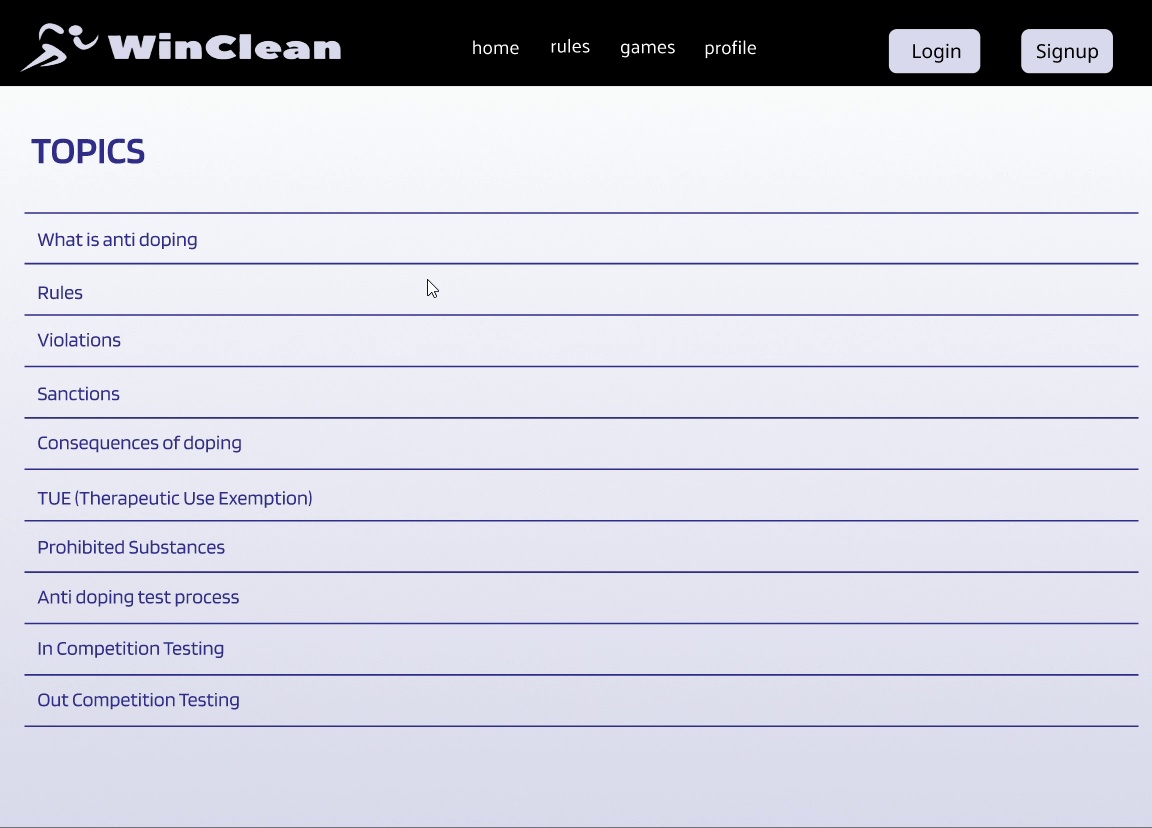 WinClean
home rules games profile
Login Signup
TOPICS
What is anti doping
Rules
Violations
Sanctions
Consequences of doping
TUE (Therapeutic Use Exemption)
Prohibited Substances
Anti doping test process
In Competition Testing
Out Competition Testing